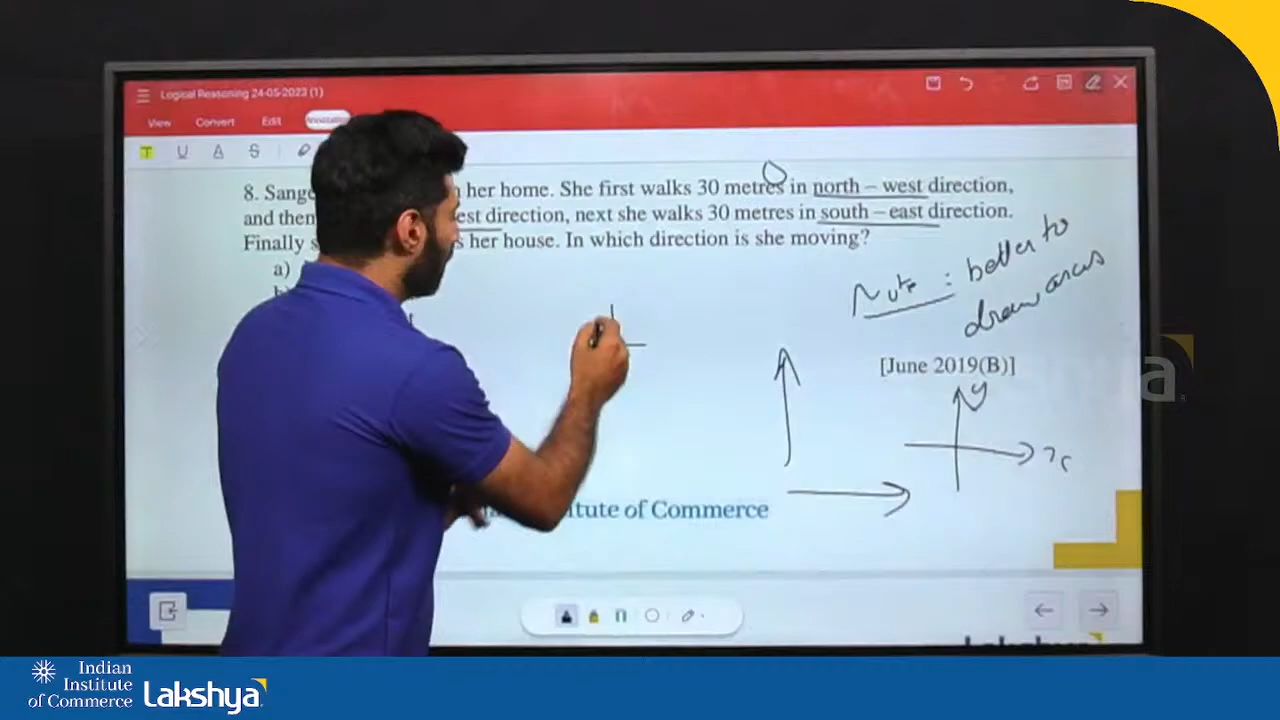 Logical Reasoning 24-05-2023 (1)
View Convert Edit Annotation
T U A S
8. Sange her home. She first walks 30 metres in north – west direction,
and then est direction, next she walks 30 metres in south – east direction.
Finally s her house. In which direction is she moving?
a)
b)
Note : better to
draw axes
[June 2019(B)]
y
x
tute of Commerce
Indian
Institute
of Commerce
Lakshya